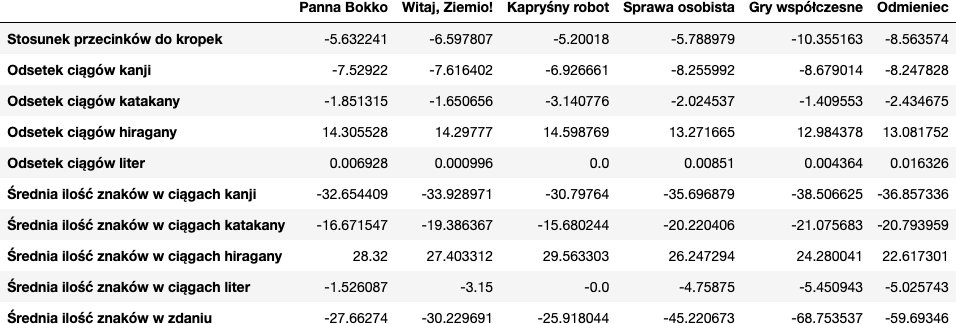 Panna Bokko Witaj, Ziemio! Kapryśny robot Sprawa osobista Gry współczesne Odmieniec
Stosunek przecinków do kropek -5.632241 -6.597807 -5.20018 -5.788979 -10.355163 -8.563574
Odsetek ciągów kanji -7.52922 -7.616402 -6.926661 -8.255992 -8.679014 -8.247828
Odsetek ciągów katakany -1.851315 -1.650656 -3.140776 -2.024537 -1.409553 -2.434675
Odsetek ciągów hiragany 14.305528 14.29777 14.598769 13.271665 12.984378 13.081752
Odsetek ciągów liter 0.006928 0.000996 0.0 0.00851 0.004364 0.016326
Średnia ilość znaków w ciągach kanji -32.654409 -33.928971 -30.79764 -35.696879 -38.506625 -36.857336
Średnia ilość znaków w ciągach katakany -16.671547 -19.386367 -15.680244 -20.220406 -21.075683 -20.793959
Średnia ilość znaków w ciągach hiragany 28.32 27.403312 29.563303 26.247294 24.280041 22.617301
Średnia ilość znaków w ciągach liter -1.526087 -3.15 -0.0 -4.75875 -5.450943 -5.025743
Średnia ilość znaków w zdaniu -27.66274 -30.229691 -25.918044 -45.220673 -68.753537 -59.69346